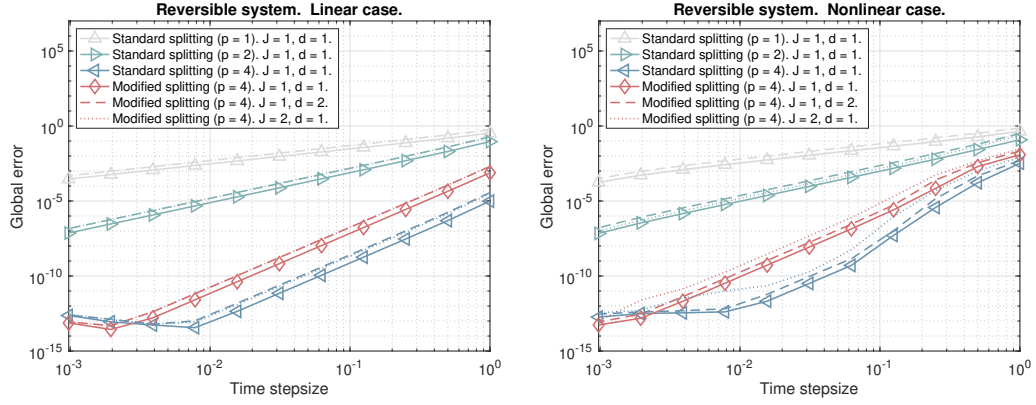 Reversible system. Linear case.
10^5
10^0
10^-5
10^-10
10^-15
Global error
Standard splitting (p = 1). J = 1, d = 1.
Standard splitting (p = 2). J = 1, d = 1.
Standard splitting (p = 4). J = 1, d = 1.
Modified splitting (p = 4). J = 1, d = 1.
Modified splitting (p = 4). J = 1, d = 2.
Modified splitting (p = 4). J = 2, d = 1.
10^-3 10^-2 10^-1 10^0
Time stepsize
Reversible system. Nonlinear case.
10^5
10^0
10^-5
10^-10
10^-15
Global error
Standard splitting (p = 1). J = 1, d = 1.
Standard splitting (p = 2). J = 1, d = 1.
Standard splitting (p = 4). J = 1, d = 1.
Modified splitting (p = 4). J = 1, d = 1.
Modified splitting (p = 4). J = 1, d = 2.
Modified splitting (p = 4). J = 2, d = 1.
10^-3 10^-2 10^-1 10^0
Time stepsize